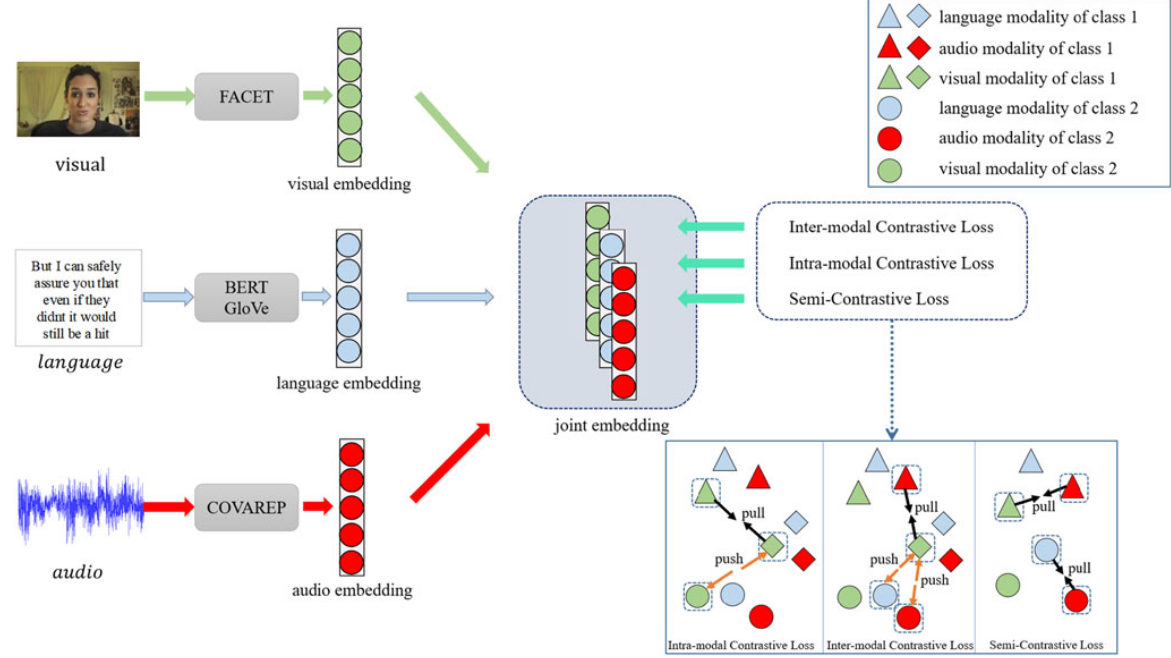 language modality of class 1
audio modality of class 1
visual modality of class 1
language modality of class 2
audio modality of class 2
visual modality of class 2
FACET
visual
visual embedding
Inter-modal Contrastive Loss
Intra-modal Contrastive Loss
Semi-Contrastive Loss
But I can safely
assure you that
even if they
didnt it would
still be a hit
BERT
GloVe
language
language embedding
joint embedding
COVAREP
audio
audio embedding
pull
push
Intra-modal Contrastive Loss
pull
push
push
Inter-modal Contrastive Loss
pull
pull
Semi-Contrastive Loss